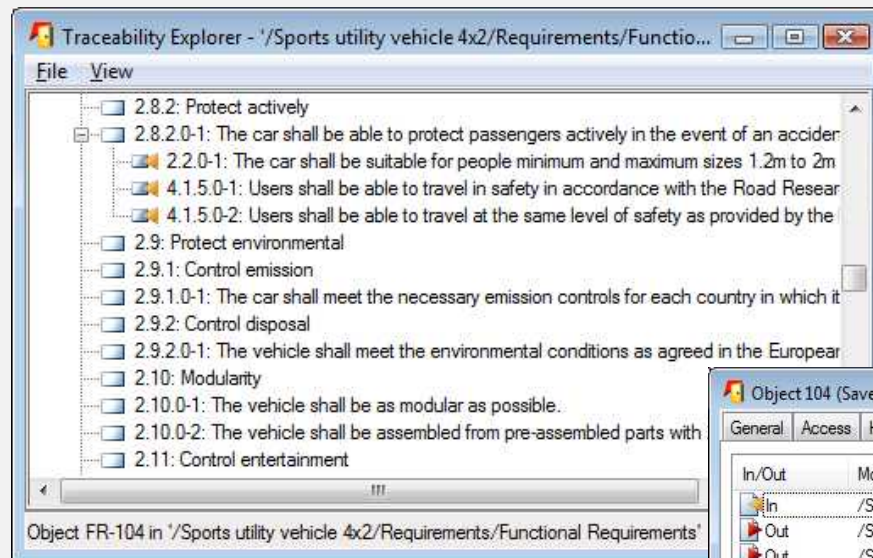 Traceability Explorer - '/Sports utility vehicle 4x2/Requirements/Functio...
File View
2.8.2: Protect actively
2.8.2.0-1: The car shall be able to protect passengers actively in the event of an acciden
2.2.0-1: The car shall be suitable for people minimum and maximum sizes 1.2m to 2m
4.1.5.0-1: Users shall be able to travel in safety in accordance with the Road Resear
4.1.5.0-2: Users shall be able to travel at the same level of safety as provided by the
2.9: Protect environmental
2.9.1: Control emission
2.9.1.0-1: The car shall meet the necessary emission controls for each country in which it
2.9.2: Control disposal
2.9.2.0-1: The vehicle shall meet the environmental conditions as agreed in the European
2.10: Modularity
2.10.0-1: The vehicle shall be as modular as possible.
2.10.0-2: The vehicle shall be assembled from pre-assembled parts with
2.11: Control entertainment
Object FR-104 in '/Sports utility vehicle 4x2/Requirements/Functional Requirements'
Object 104 (Save
General Access
In/Out Mo
In /S
Out /S
Out /S